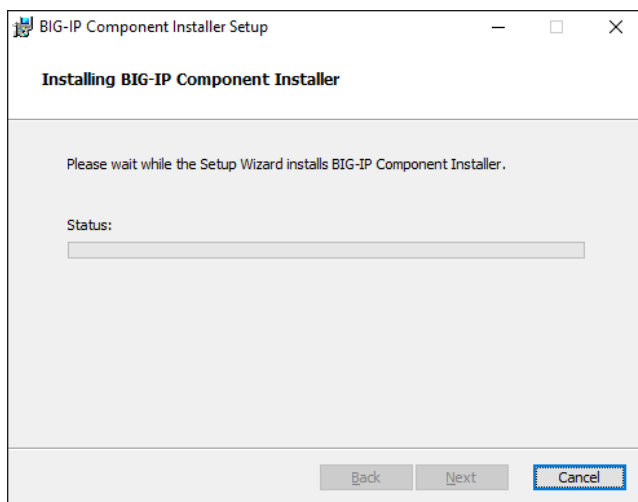 BIG-IP Component Installer Setup
Installing BIG-IP Component Installer
Please wait while the Setup Wizard installs BIG-IP Component Installer.
Status:
Back Next Cancel